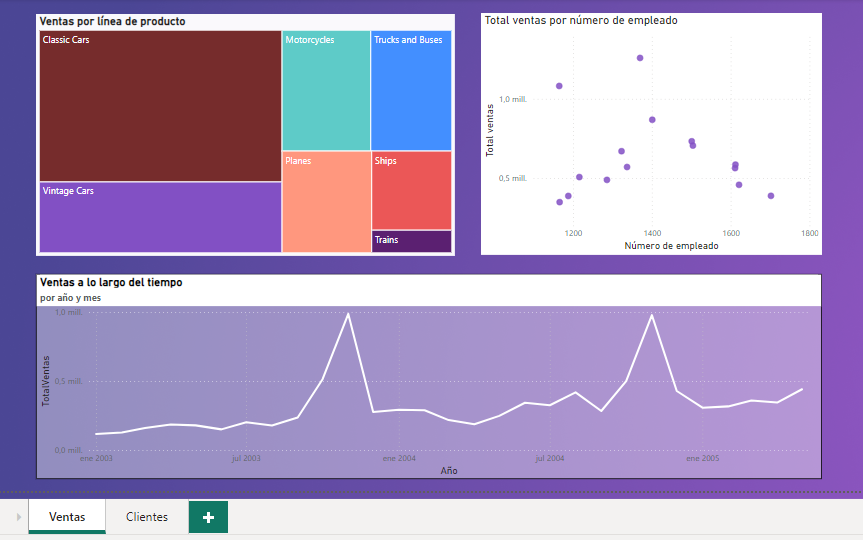 Ventas por línea de producto
Classic Cars
Motorcycles
Trucks and Buses
Vintage Cars
Planes
Ships
Trains
Total ventas por número de empleado
Total ventas
1,0 mill.
0,5 mill.
1200 1400 1600 1800
Número de empleado
Ventas a lo largo del tiempo
por año y mes
TotalVentas
1,0 mill.
0,5 mill.
0,0 mill.
ene 2003 jul 2003 ene 2004 jul 2004 ene 2005
Año
Ventas Clientes